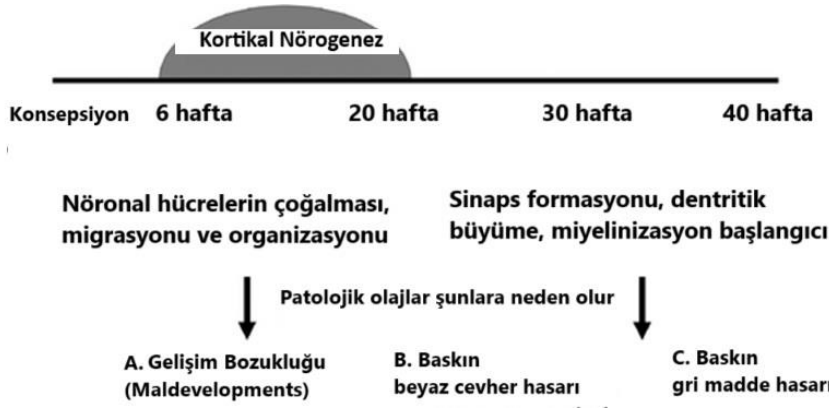 Kortikal Nörogenez
Konsepsiyon 6 hafta 20 hafta 30 hafta 40 hafta
Nöronal hücrelerin çoğalması,
migrasyonu ve organizasyonu
Sinaps formasyonu, dentritik
büyüme, miyelinizasyon başlangıcı
Patolojik olajlar şunlara neden olur
A. Gelişim Bozukluğu
(Maldevelopments)
B. Baskın
beyaz cevher hasarı
C. Baskın
gri madde hasarı